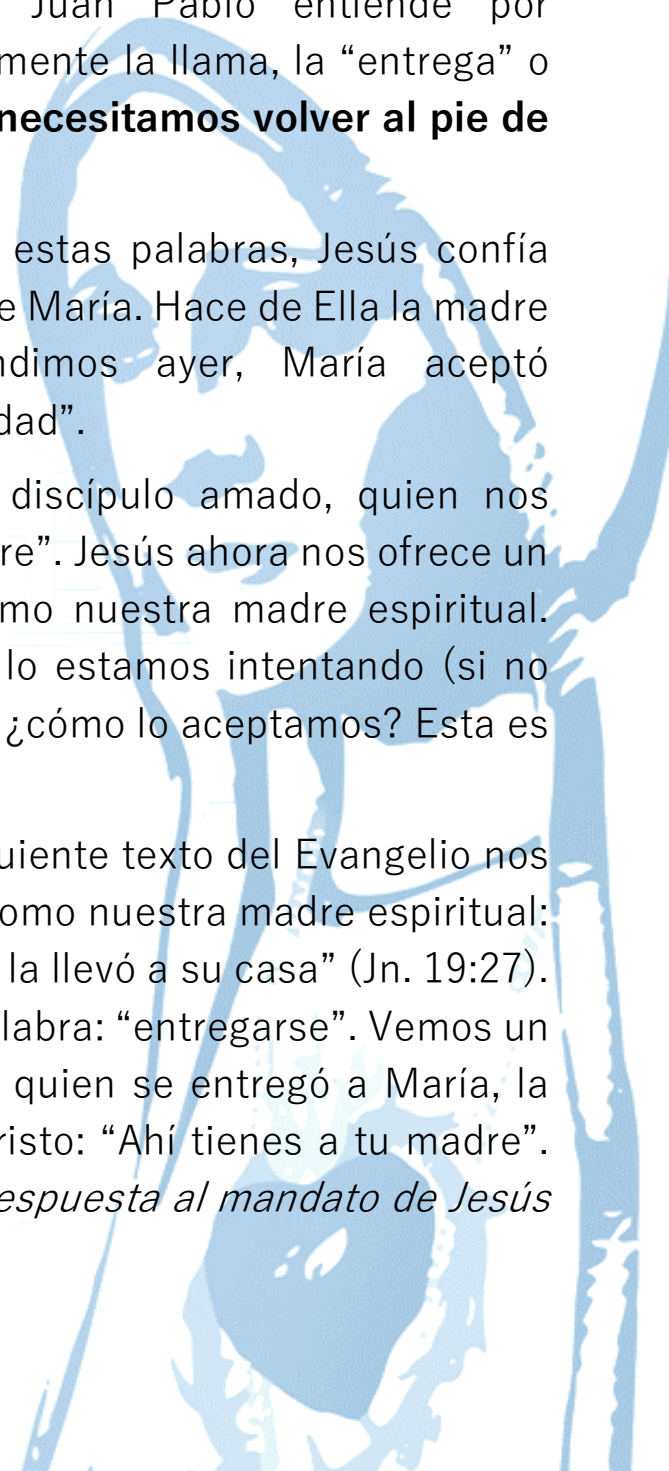 Juan Pablo entiende por
mente la llama, la “entrega” o
necesitamos volver al pie de
estas palabras, Jesús confía
e María. Hace de Ella la madre
ndimos ayer, María aceptó
dad”.
discípulo amado, quien nos
re”. Jesús ahora nos ofrece un
mo nuestra madre espiritual.
lo estamos intentando (si no
¿cómo lo aceptamos? Esta es
uiente texto del Evangelio nos
omo nuestra madre espiritual:
la llevó a su casa” (Jn. 19:27).
labra: “entregarse”. Vemos un
quien se entregó a María, la
risto: “Ahí tienes a tu madre”.
espuesta al mandato de Jesús